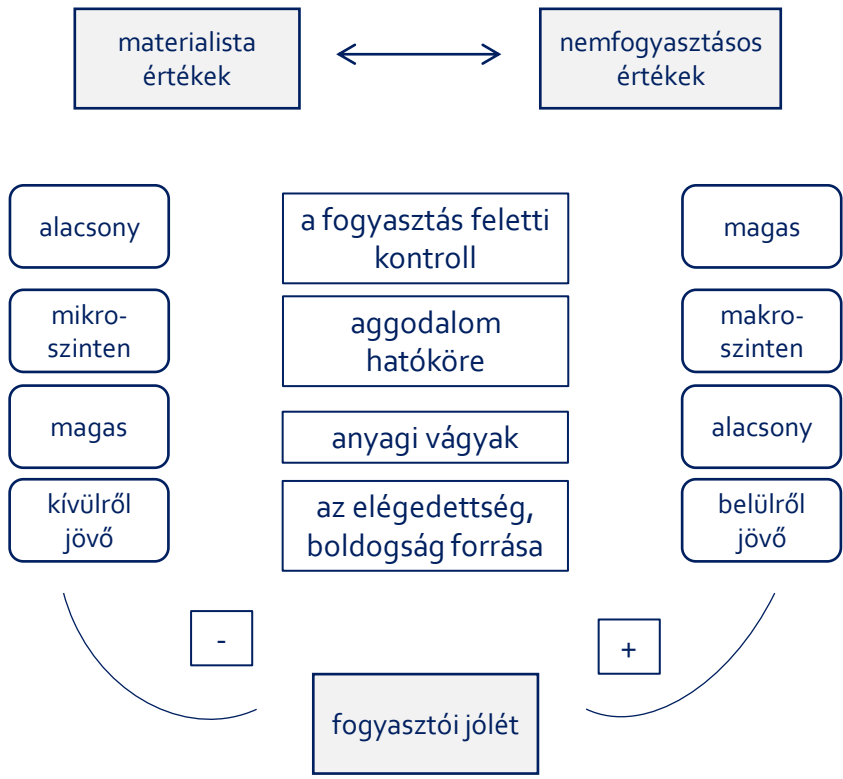 materialista
értékek
nemfogyasztásos
értékek
alacsony
a fogyasztás feletti
kontroll
magas
mikro-
szinten
aggodalom
hatóköre
makro-
szinten
magas
anyagi vágyak
alacsony
kívülről
jövő
az elégedettség,
boldogság forrása
belülről
jövő
-
+
fogyasztói jólét